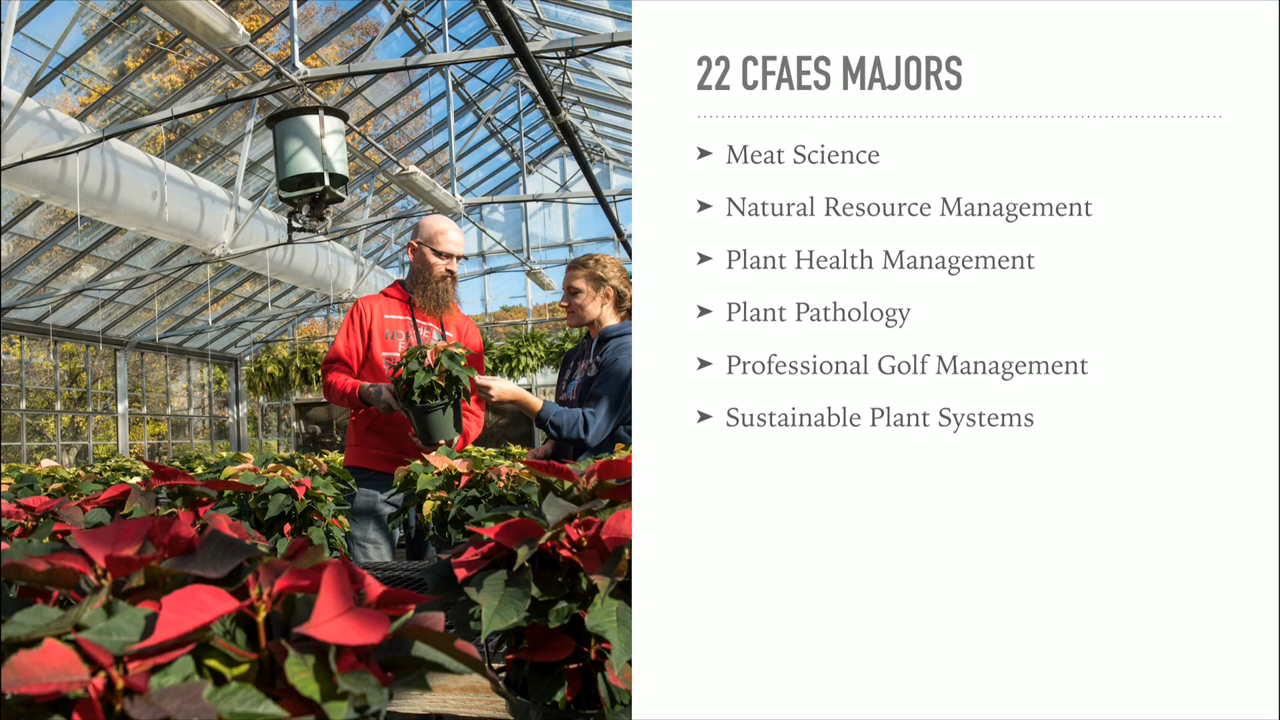 22 CFAES MAJORS
➤ Meat Science
➤ Natural Resource Management
➤ Plant Health Management
➤ Plant Pathology
➤ Professional Golf Management
➤ Sustainable Plant Systems